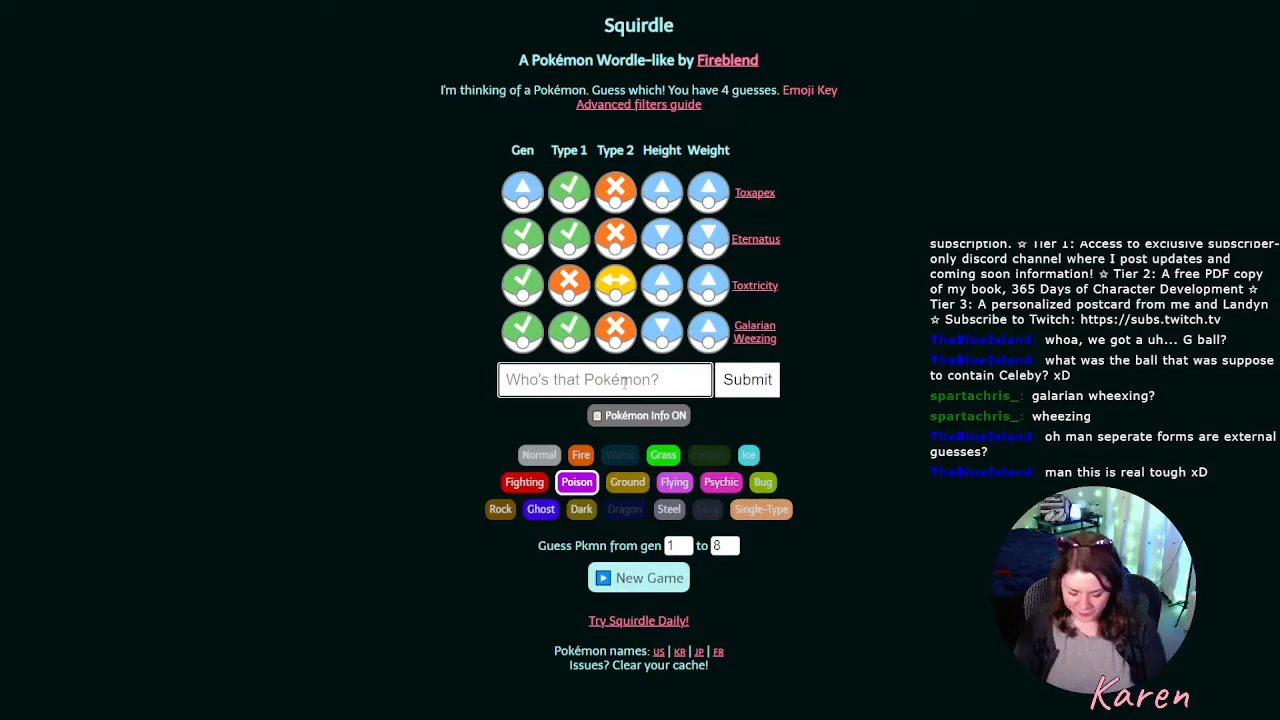 Squirdle
A Pokémon Wordle-like by Fireblend
I'm thinking of a Pokémon. Guess which! You have 4 guesses. Emoji Key
Advanced filters guide
Gen Type 1 Type 2 Height Weight
Toxapex
Eternatus
Toxtricity
Galarian
Weezing
Who's that Pokémon?
Submit
📋 Pokémon Info ON
Normal Fire Water Grass Electric Ice
Fighting Poison Ground Flying Psychic Bug
Rock Ghost Dark Dragon Steel Fairy Single-Type
Guess Pkmn from gen 1 to 8
New Game
Try Squirdle Daily!
Pokémon names: US | KR | JP | FR
Issues? Clear your cache!
subscription. ☆ Tier 1: Access to exclusive subscriber-
only discord channel where I post updates and
coming soon information! ☆ Tier 2: A free PDF copy
of my book, 365 Days of Character Development ☆
Tier 3: A personalized postcard from me and Landyn
☆ Subscribe to Twitch: https://subs.twitch.tv
TheBlueIsland: whoa, we got a uh... G ball?
TheBlueIsland: what was the ball that was suppose
to contain Celeby? xD
spartachris_: galarian wheexing?
spartachris_: wheezing
TheBlueIsland: oh man seperate forms are external
guesses?
TheBlueIsland: man this is real tough xD
Karen